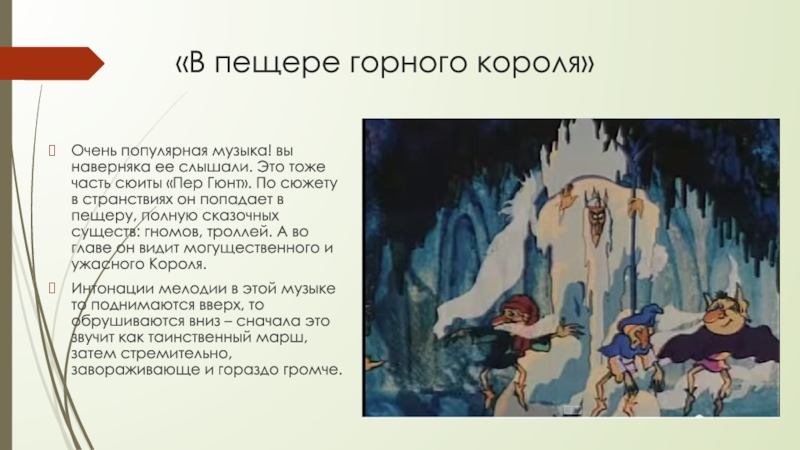 «В пещере горного короля»
Очень популярная музыка! вы
наверняка ее слышали. Это тоже
часть сюиты «Пер Гюнт». По сюжету
в странствиях он попадает в
пещеру, полную сказочных
существ: гномов, троллей. А во
главе он видит могущественного и
ужасного Короля.
Интонации мелодии в этой музыке
то поднимаются вверх, то
обрушиваются вниз – сначала это
звучит как таинственный марш,
затем стремительно,
завораживающе и гораздо громче.